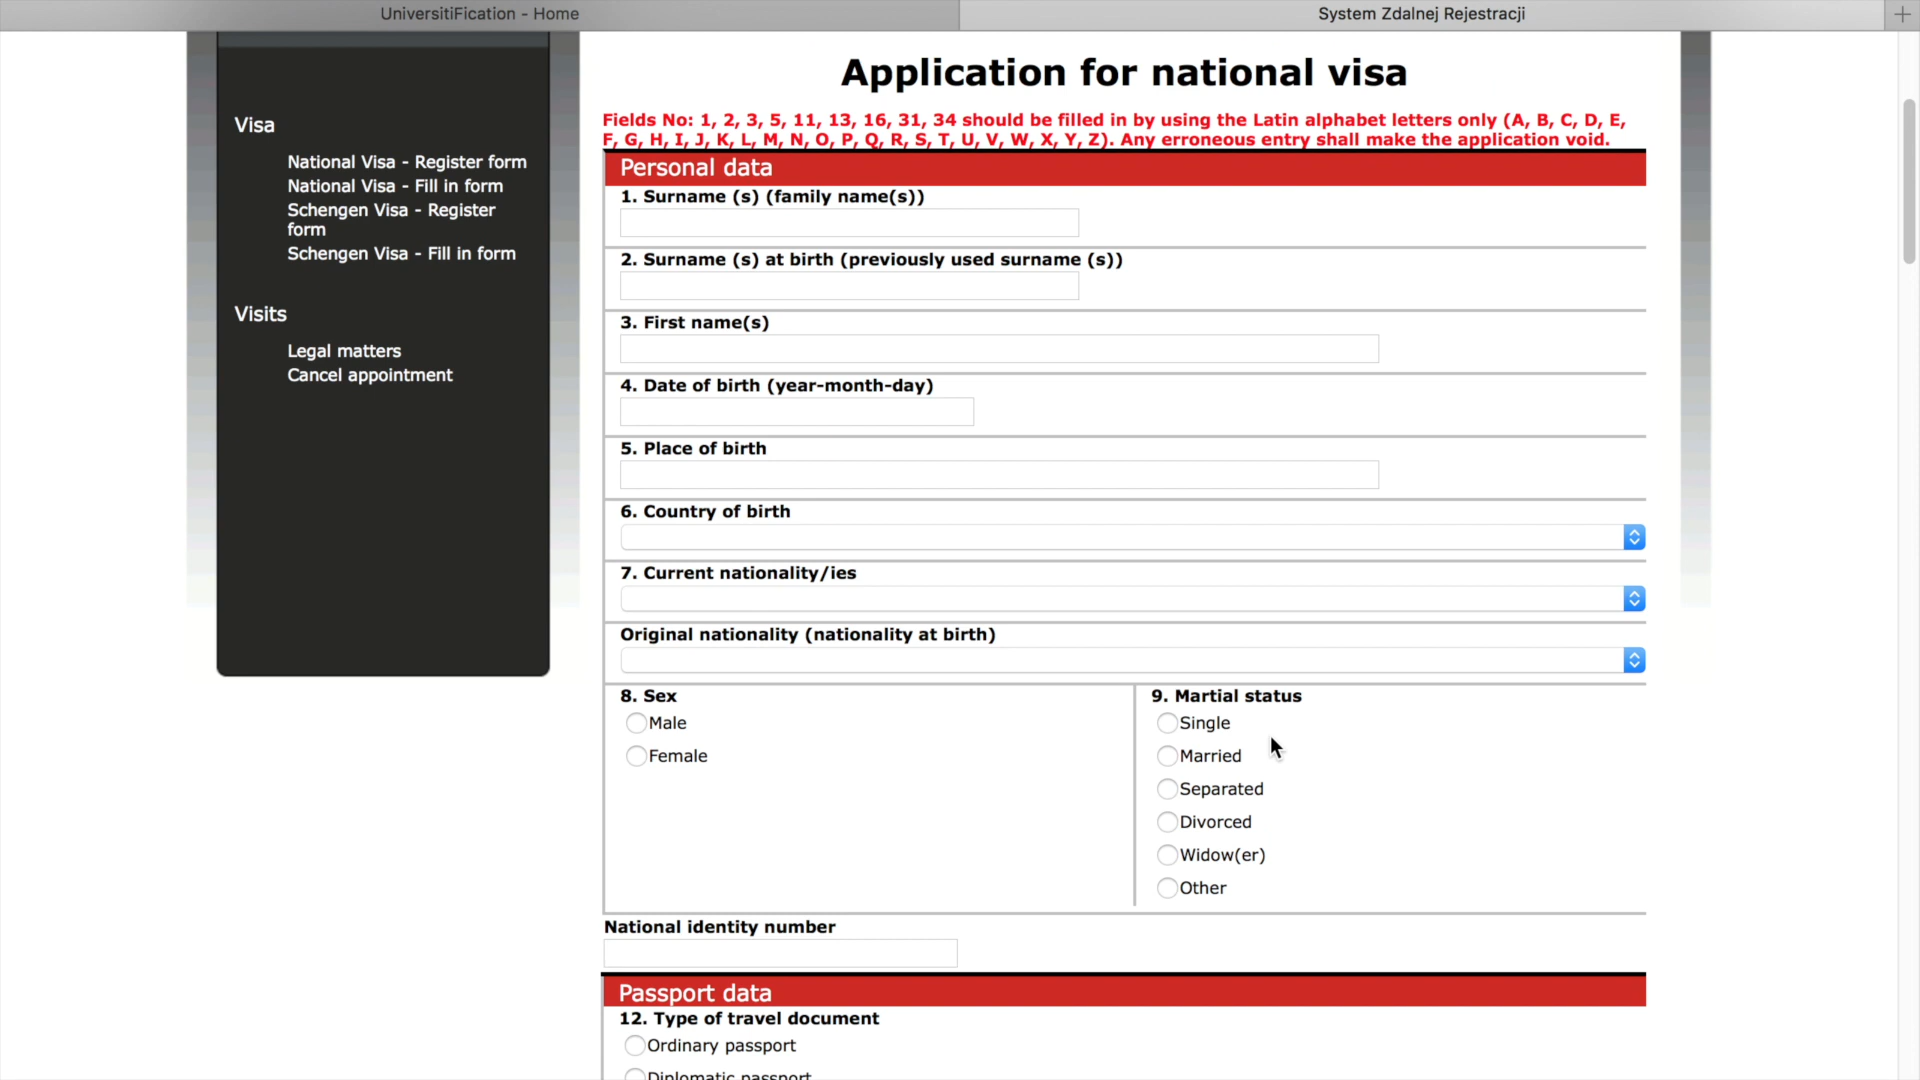 UniversitiFication - Home
System Zdalnej Rejestracji
Visa
National Visa - Register form
National Visa - Fill in form
Schengen Visa - Register
form
Schengen Visa - Fill in form
Visits
Legal matters
Cancel appointment
Application for national visa
Fields No: 1, 2, 3, 5, 11, 13, 16, 31, 34 should be filled in by using the Latin alphabet letters only (A, B, C, D, E,
F, G, H, I, J, K, L, M, N, O, P, Q, R, S, T, U, V, W, X, Y, Z). Any erroneous entry shall make the application void.
Personal data
1. Surname (s) (family name(s))
2. Surname (s) at birth (previously used surname (s))
3. First name(s)
4. Date of birth (year-month-day)
5. Place of birth
6. Country of birth
7. Current nationality/ies
Original nationality (nationality at birth)
8. Sex
Male
Female
9. Martial status
Single
Married
Separated
Divorced
Widow(er)
Other
National identity number
Passport data
12. Type of travel document
Ordinary passport
Diplomatic passport